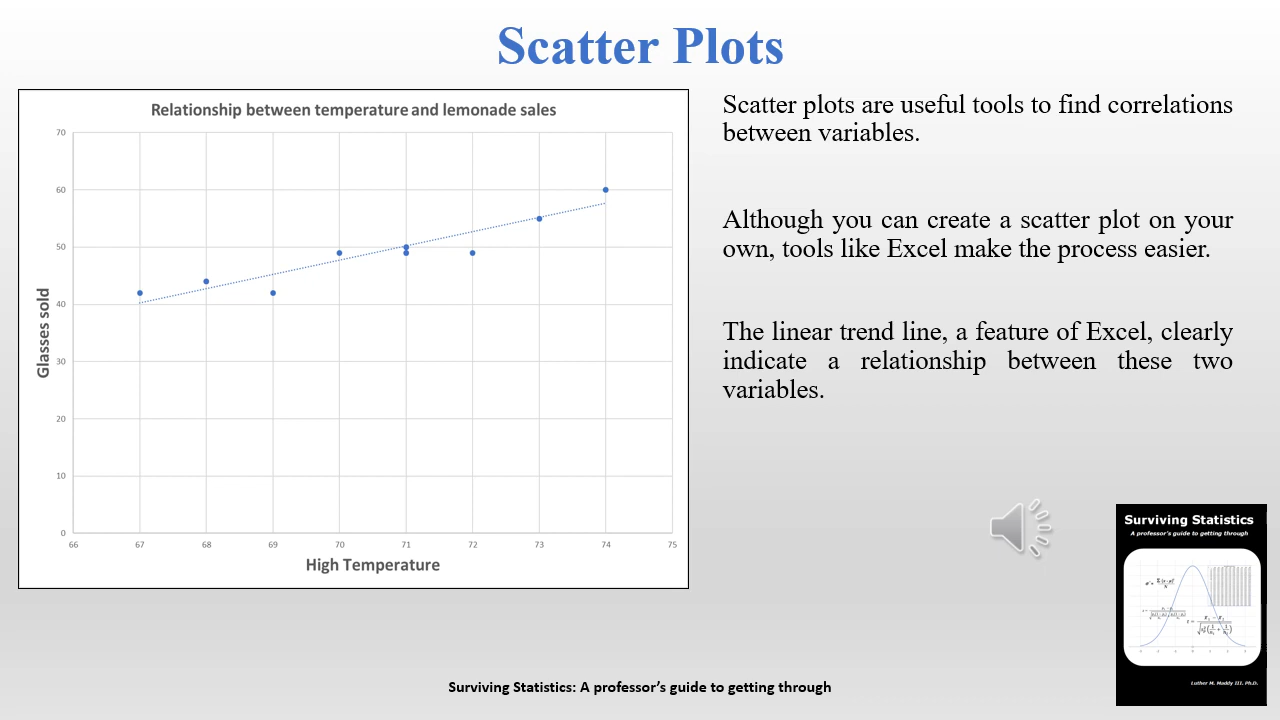 Scatter Plots
Relationship between temperature and lemonade sales
70
60
50
40
30
20
10
0
Glasses sold
66 67 68 69 70 71 72 73 74 75
High Temperature
Scatter plots are useful tools to find correlations
between variables.
Although you can create a scatter plot on your
own, tools like Excel make the process easier.
The linear trend line, a feature of Excel, clearly
indicate a relationship between these two
variables.
Surviving Statistics
A professor's guide to getting through
Luther M. Maddy III, Ph.D.
Surviving Statistics: A professor’s guide to getting through